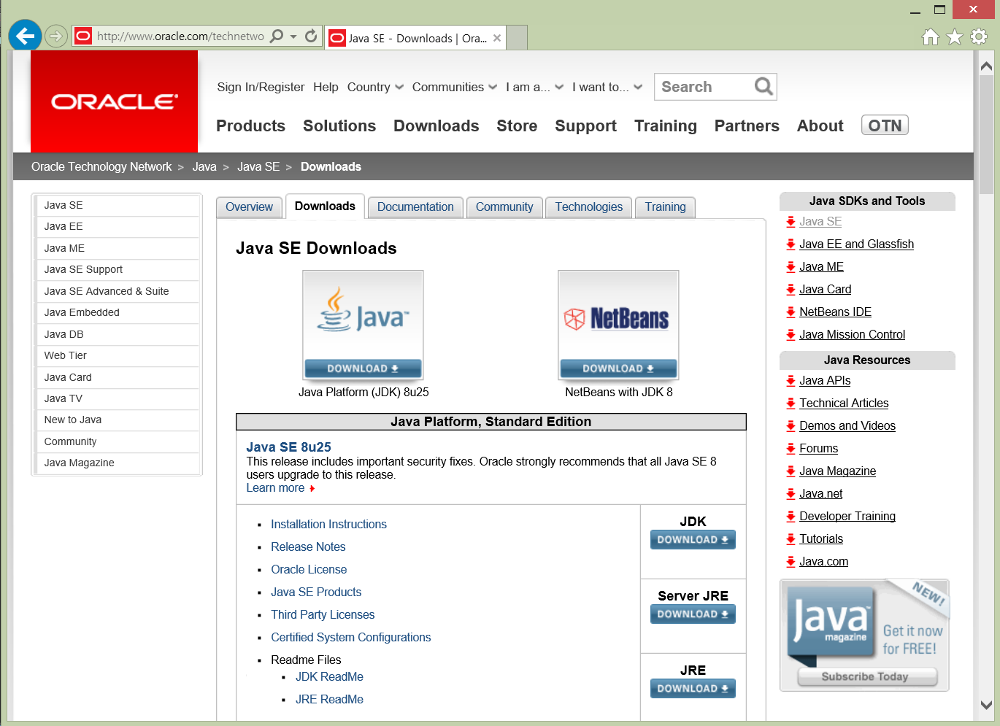 http://www.oracle.com/technetwo
Java SE - Downloads | Ora...
ORACLE
Sign In/Register Help Country Communities I am a... I want to... Search
Products Solutions Downloads Store Support Training Partners About OTN
Oracle Technology Network > Java > Java SE > Downloads
Java SE
Java EE
Java ME
Java SE Support
Java SE Advanced & Suite
Java Embedded
Java DB
Web Tier
Java Card
Java TV
New to Java
Community
Java Magazine
Overview Downloads Documentation Community Technologies Training
Java SE Downloads
Java™
DOWNLOAD
Java Platform (JDK) 8u25
NetBeans
DOWNLOAD
NetBeans with JDK 8
Java Platform, Standard Edition
Java SE 8u25
This release includes important security fixes. Oracle strongly recommends that all Java SE 8
users upgrade to this release.
Learn more
Installation Instructions
Release Notes
Oracle License
Java SE Products
Third Party Licenses
Certified System Configurations
Readme Files
JDK ReadMe
JRE ReadMe
JDK
DOWNLOAD
Server JRE
DOWNLOAD
JRE
DOWNLOAD
Java SDKs and Tools
Java SE
Java EE and Glassfish
Java ME
Java Card
NetBeans IDE
Java Mission Control
Java Resources
Java APIs
Technical Articles
Demos and Videos
Forums
Java Magazine
Java.net
Developer Training
Tutorials
Java.com
NEW!
Java™
magazine
Get it now
for FREE!
Subscribe Today